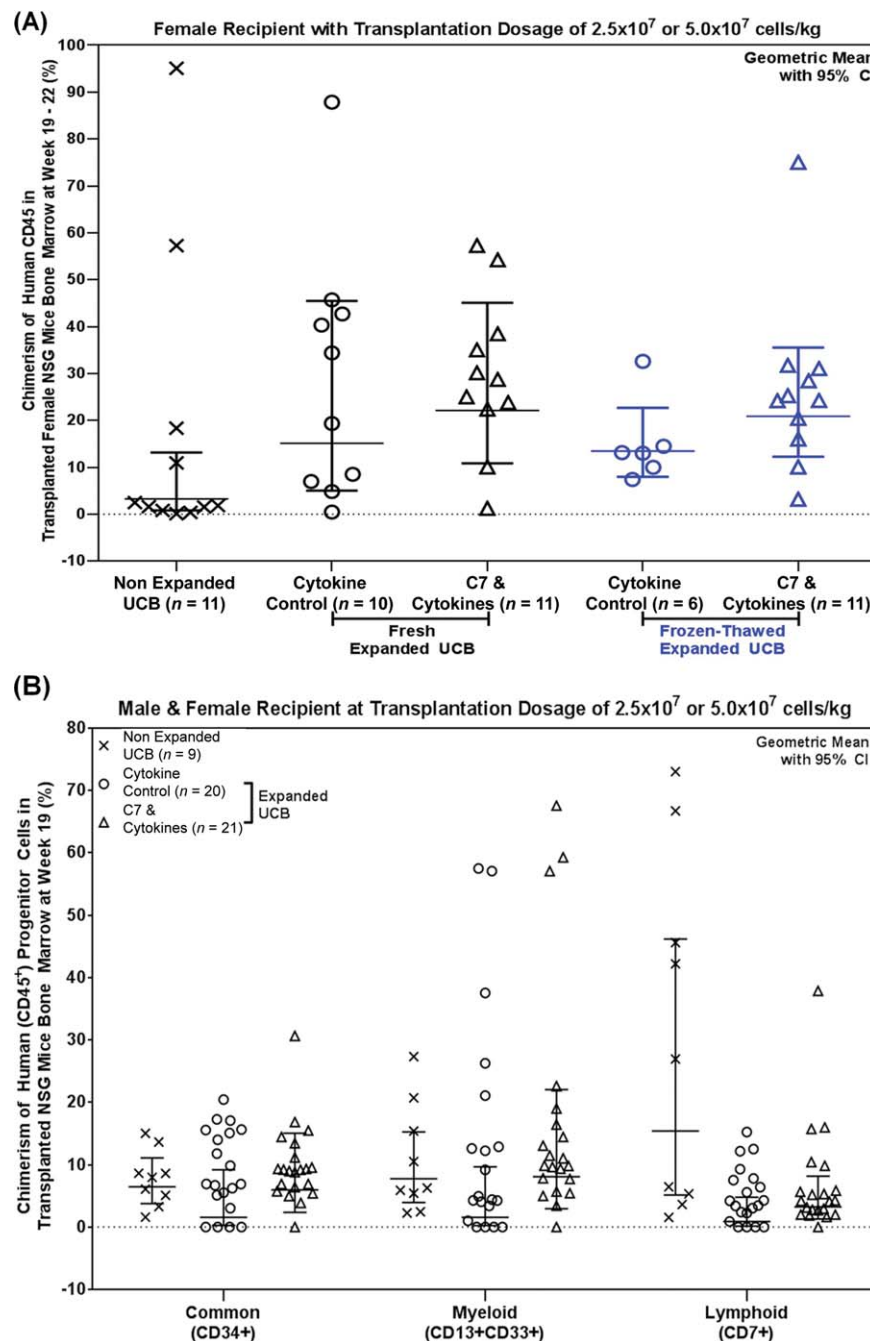 (A)
Female Recipient with Transplantation Dosage of 2.5x10⁷ or 5.0x10⁷ cells/kg
Geometric Mean
with 95% C
Chimerism of Human CD45 in
Transplanted Female NSG Mice Bone Marrow at Week 19 - 22 (%)
100
90
80
70
60
50
40
30
20
10
0
-10
Non Expanded
UCB (n = 11)
Cytokine
Control (n = 10)
C7 &
Cytokines (n = 11)
Cytokine
Control (n = 6)
C7 &
Cytokines (n = 11)
Fresh
Expanded UCB
Frozen-Thawed
Expanded UCB
(B)
Male & Female Recipient at Transplantation Dosage of 2.5x10⁷ or 5.0x10⁷ cells/kg
Non Expanded
UCB (n = 9)
Cytokine
Control (n = 20)
C7 &
Cytokines (n = 21)
Expanded
UCB
Geometric Mean
with 95% CI
Chimerism of Human (CD45⁺) Progenitor Cells in
Transplanted NSG Mice Bone Marrow at Week 19 (%)
80
70
60
50
40
30
20
10
0
-10
Common
(CD34+)
Myeloid
(CD13+CD33+)
Lymphoid
(CD7+)